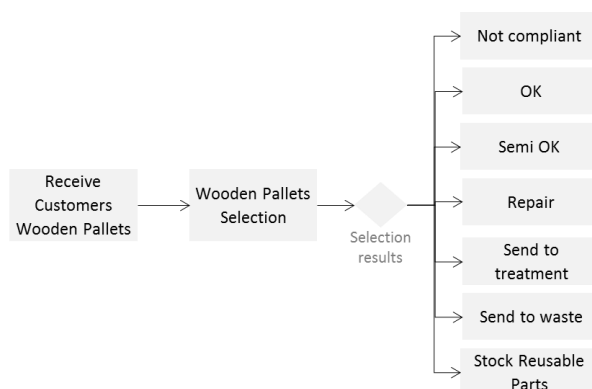 Receive
Customers
Wooden Pallets
Wooden Pallets
Selection
Selection
results
Not compliant
OK
Semi OK
Repair
Send to
treatment
Send to waste
Stock Reusable
Parts